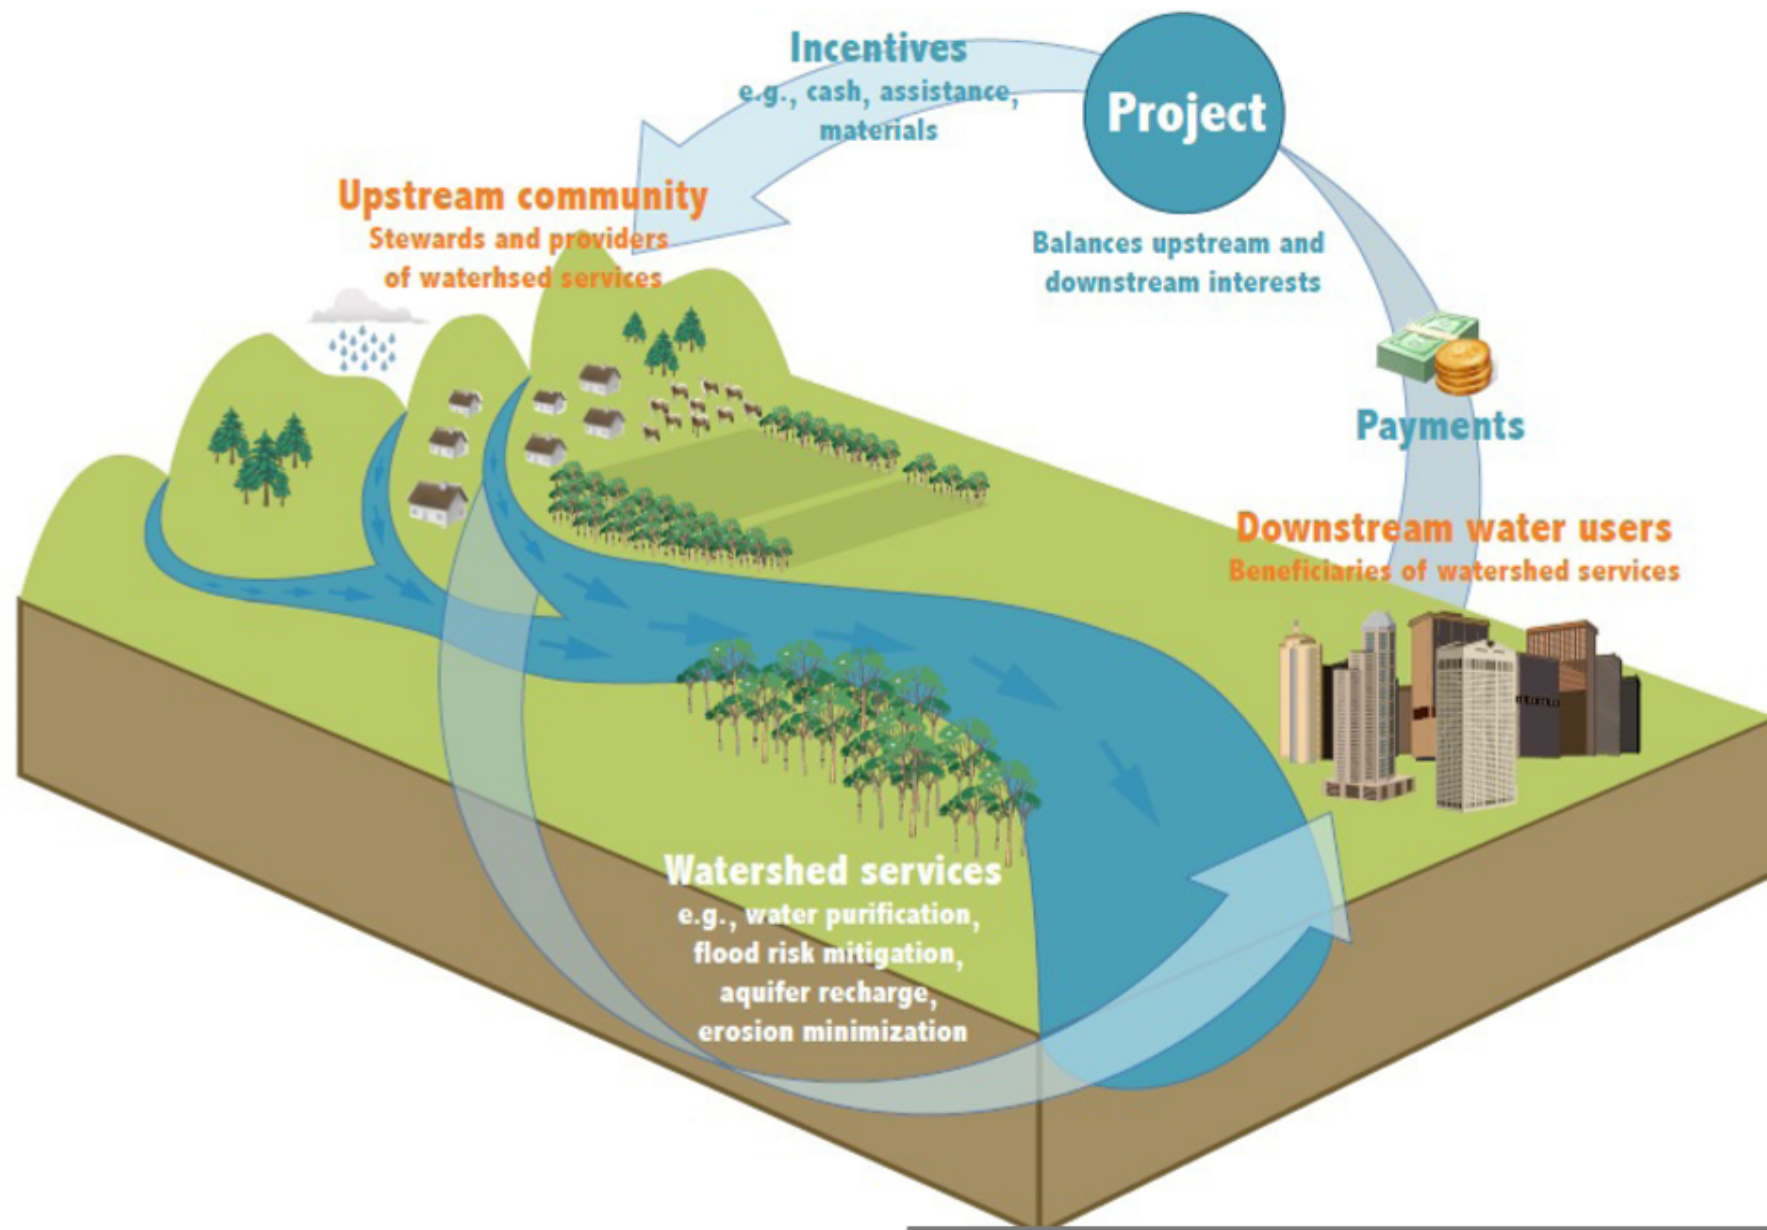 Incentives
e.g., cash, assistance,
materials
Project
Balances upstream and
downstream interests
Upstream community
Stewards and providers
of waterhsed services
Payments
Downstream water users
Beneficiaries of watershed services
Watershed services
e.g., water purification,
flood risk mitigation,
aquifer recharge,
erosion minimization